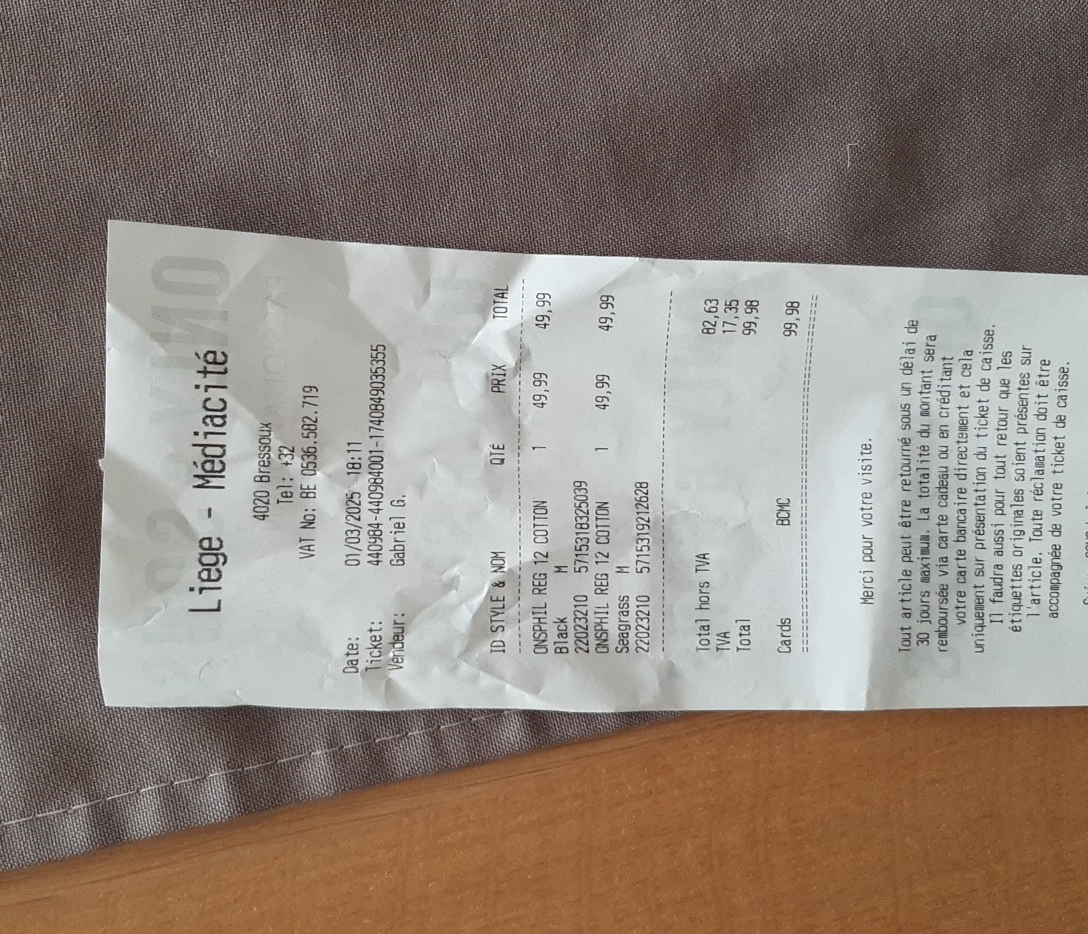 Liege - Médiacité
4020 Bressoux
Tel: +32
VAT No: BE 0536.582.719
Date: 01/03/2025 18:11
Ticket: 440984-440984001-1740849035355
Vendeur: Gabriel G.
ID STYLE & NOM QTÉ PRIX TOTAL
ONSPHIL REG 12 COTTON 1 49,99 49,99
Black M
22023210 5715318325039
ONSPHIL REG 12 COTTON 1 49,99 49,99
Seagrass M
22023210 5715319212628
Total hors TVA 82,63
TVA 17,35
Total 99,98
Cards BCMC 99,98
Merci pour votre visite.
Tout article peut être retourné sous un délai de
30 jours maximum. La totalité du montant sera
remboursée via carte cadeau ou en créditant
votre carte bancaire directement et cela
uniquement sur présentation du ticket de caisse.
Il faudra aussi pour tout retour que les
étiquettes originales soient présentes sur
l'article. Toute réclamation doit être
accompagnée de votre ticket de caisse.